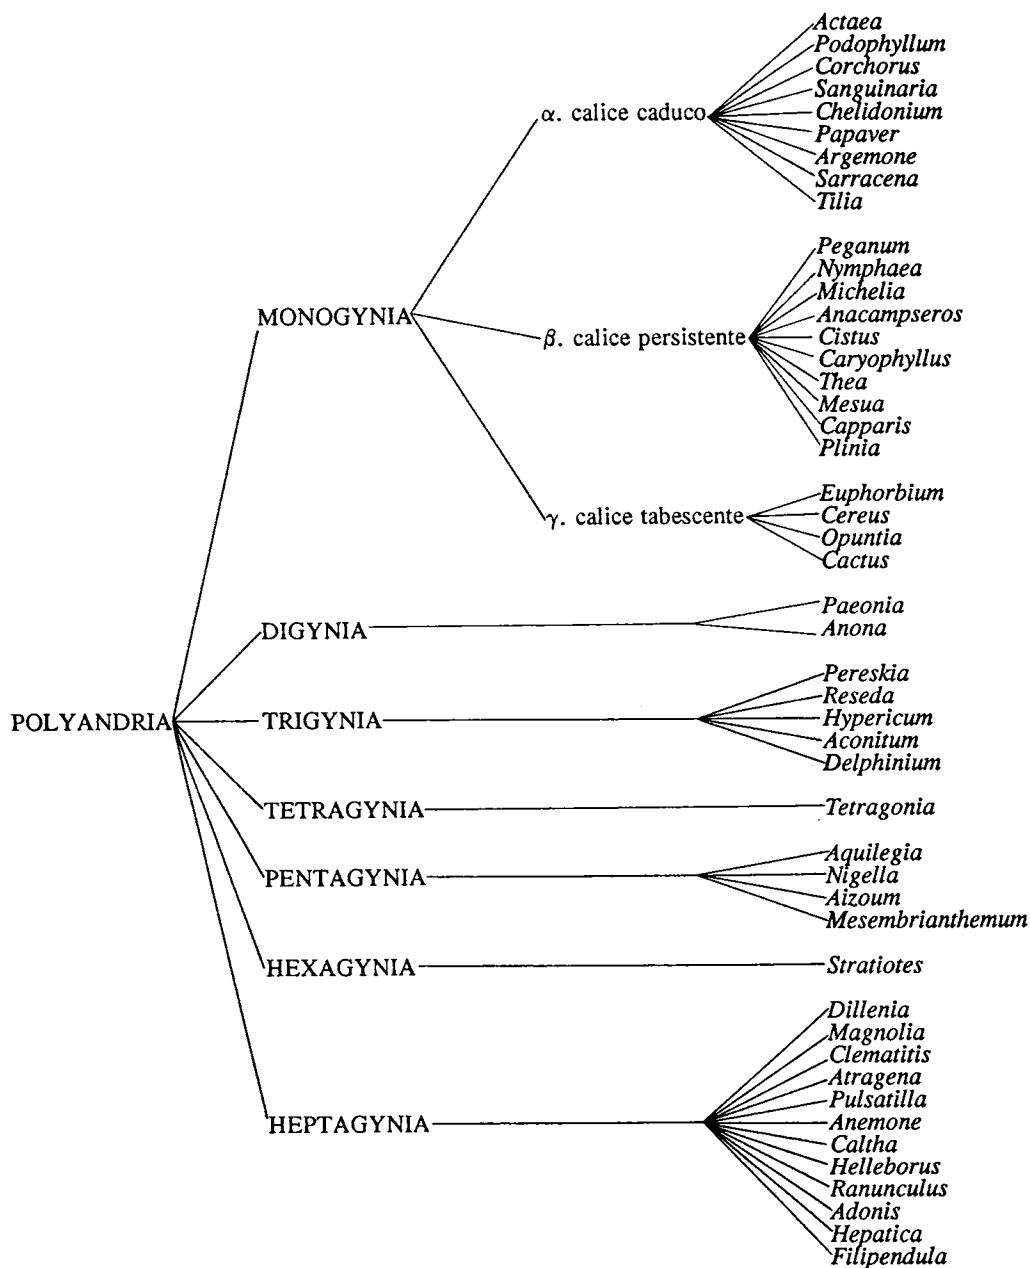 POLYANDRIA
MONOGYNIA
α. calice caduco
Actaea
Podophyllum
Corchorus
Sanguinaria
Chelidonium
Papaver
Argemone
Sarracena
Tilia
β. calice persistente
Peganum
Nymphaea
Michelia
Anacampseros
Cistus
Caryophyllus
Thea
Mesua
Capparis
Plinia
γ. calice tabescente
Euphorbium
Cereus
Opuntia
Cactus
DIGYNIA
Paeonia
Anona
TRIGYNIA
Pereskia
Reseda
Hypericum
Aconitum
Delphinium
TETRAGYNIA
Tetragonia
PENTAGYNIA
Aquilegia
Nigella
Aizoum
Mesembrianthemum
HEXAGYNIA
Stratiotes
HEPTAGYNIA
Dillenia
Magnolia
Clematitis
Atragena
Pulsatilla
Anemone
Caltha
Helleborus
Ranunculus
Adonis
Hepatica
Filipendula